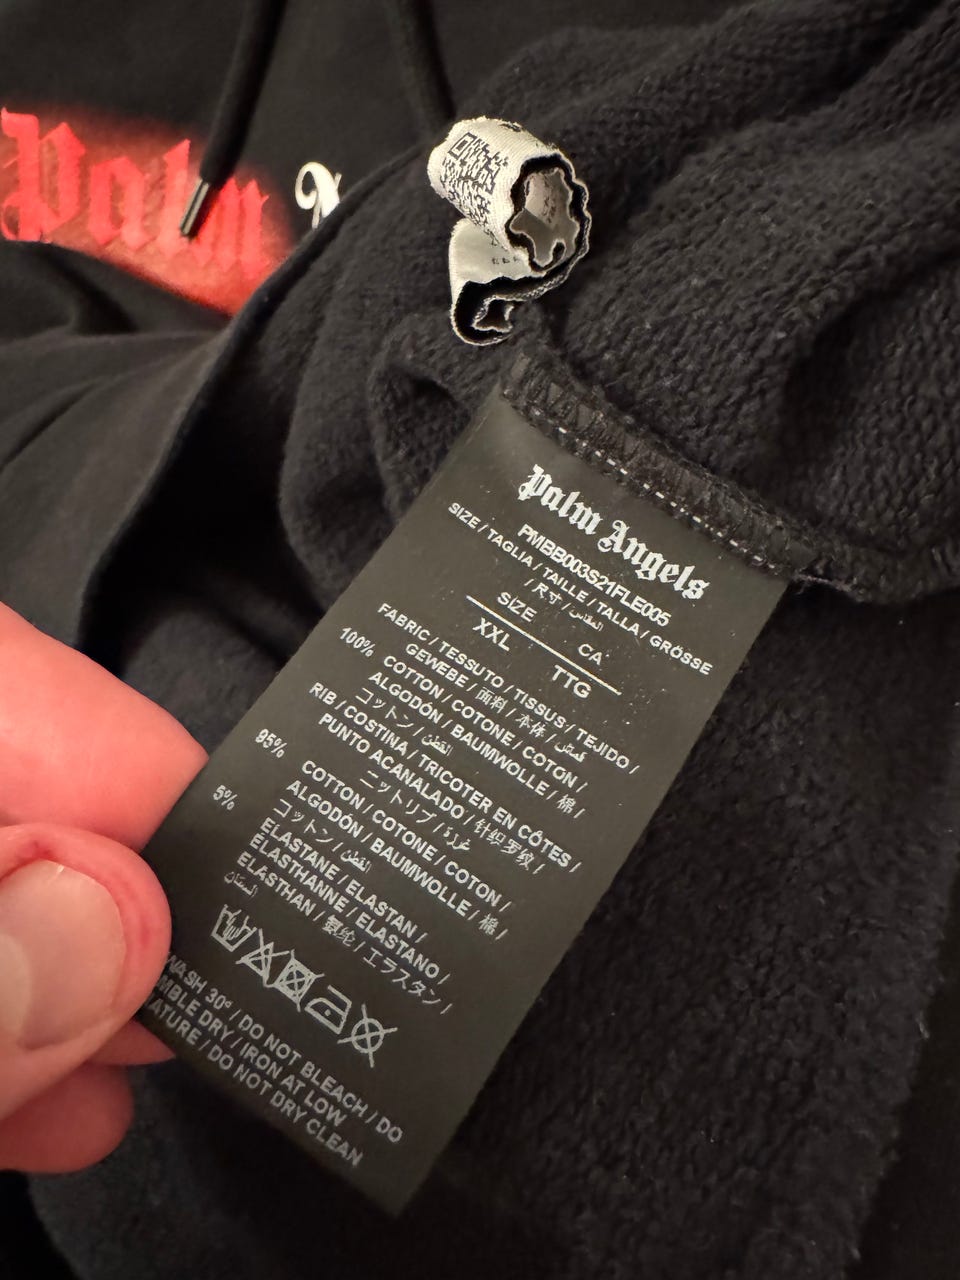 Palm
Palm Angels
PMBB003S21FLE005
SIZE / TAGLIA / TAILLE / TALLA / GRÖSSE
/ 尺寸 / المقاس
SIZE CA
XXL TTG
FABRIC / TESSUTO / TISSUS / TEJIDO /
GEWEBE / 面料 / 本体 / قماش
100% COTTON / COTONE / COTON /
ALGODÓN / BAUMWOLLE / 棉 /
コットン / القطن
RIB / COSTINA / TRICOTER EN CÔTES /
PUNTO ACANALADO / 针织罗纹 /
ニットリブ / غرزة
95% COTTON / COTONE / COTON /
ALGODÓN / BAUMWOLLE / 棉 /
コットン / القطن
5% ELASTANE / ELASTAN /
ELASTHANNE / ELASTANO /
ELASTHAN / 氨纶 / エラスタン /
WASH 30° / DO NOT BLEACH / DO
DRY / IRON AT LOW
/ DO NOT DRY CLEAN